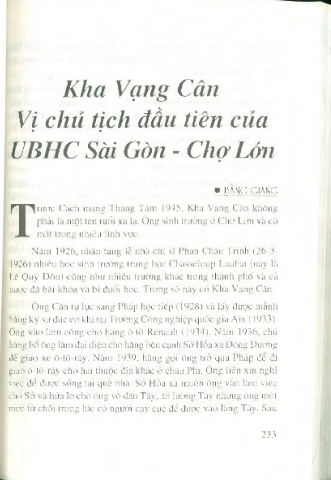 Kha Vạng Cân
Vị chủ tịch đầu tiên của
UBHC Sài Gòn - Chợ Lớn
● BẰNG GIANG
Trước Cách mạng Tháng Tám 1945, Kha Vạng Cân không
phải là một tên tuổi xa lạ. Ông sinh trưởng ở Chợ Lớn và có
mặt trong nhiều lĩnh vực.
Năm 1926, nhân tang lễ nhà chí sĩ Phan Châu Trinh (26-3-
1926) nhiều học sinh trường trung học Chasseloup Laubat (nay là
Lê Quý Đôn) cũng như nhiều trường khác trong thành phố và cả
nước đã bãi khóa và bị đuổi học. Trong số này có Kha Vạng Cân.
Ông Cân tự lực sang Pháp học tiếp (1928) và lấy được mảnh
bằng kỹ sư đúc cơ khí tại Trường Công nghiệp quốc gia Aix (1933).
Ông vào làm công cho hãng ô tô Renault (1934). Năm 1936, chủ
hãng bổ ông làm đại diện cho hãng bên cạnh Sở Hỏa xa Đông Dương
để giao xe ô-tô-ray. Năm 1939, hãng gọi ông trở qua Pháp để đi
giao ô-tô-ray cho hai thuộc địa khác ở châu Phi. Ông liền xin nghỉ
việc để được sống tại quê nhà. Sở Hỏa xa muốn ông vào làm việc
cho Sở và hứa lo cho ông vô dân Tây, ăn lương Tây nhưng ông một
mực từ chối trong lúc có người cạy cục để được vào làng Tây. Sau
233